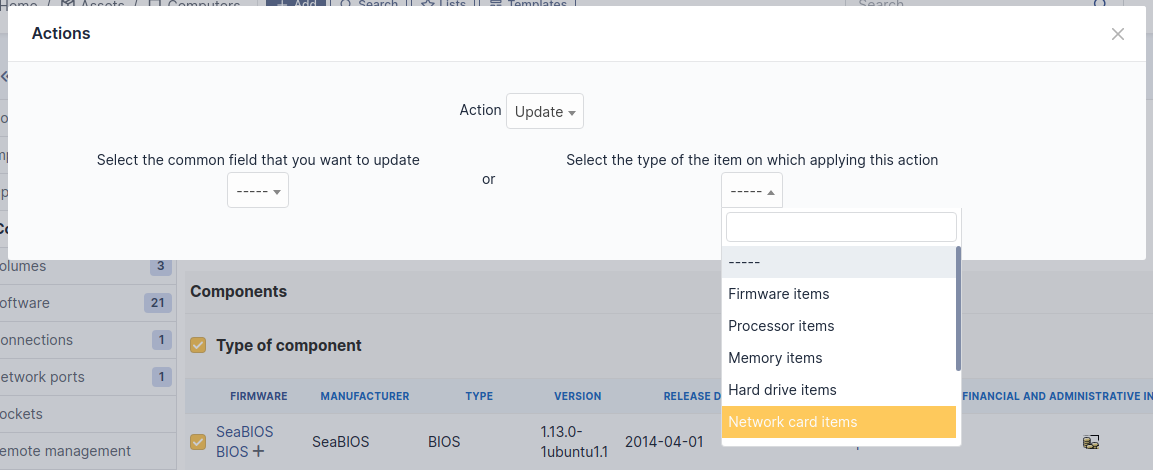 Home / Assets / Computers
Add
Search
Lists
Templates
Search
Actions
Action
Update
Select the common field that you want to update
-----
or
Select the type of the item on which applying this action
-----
-----
Firmware items
Processor items
Memory items
Hard drive items
Network card items
olumes 3
oftware 21
onnections 1
etwork ports 1
ockets
emote management
Components
Type of component
FIRMWARE MANUFACTURER TYPE VERSION RELEASE D FINANCIAL AND ADMINISTRATIVE IN
SeaBIOS
BIOS +
SeaBIOS
BIOS
1.13.0-
1ubuntu1.1
2014-04-01